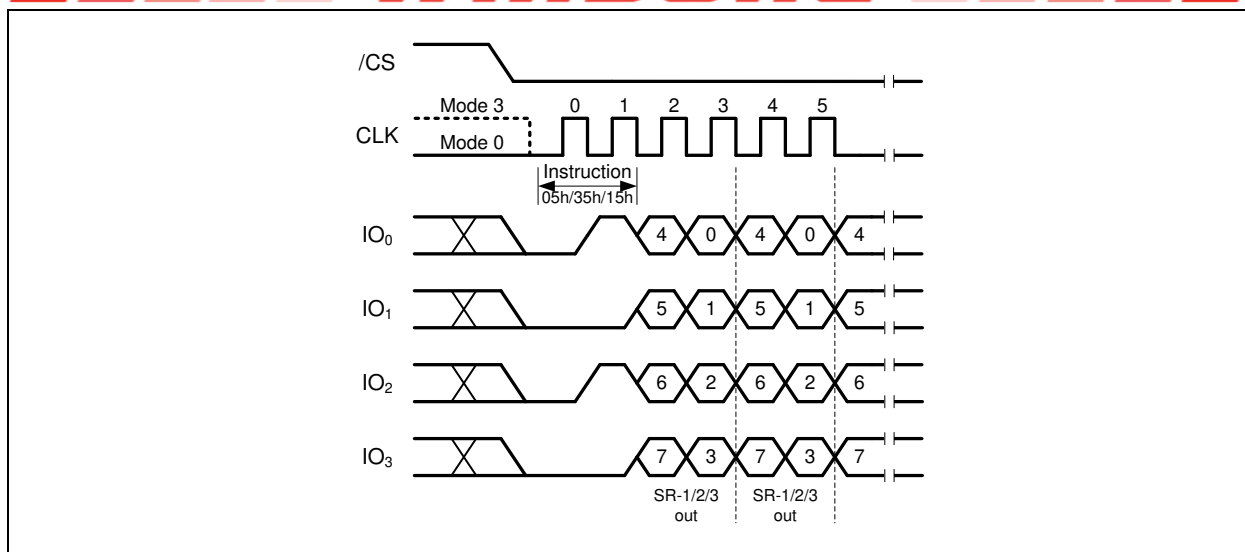 /CS
Mode 3
0 1 2 3 4 5
CLK
Mode 0
Instruction
05h/35h/15h
IO₀
4 0 4 0 4
IO₁
5 1 5 1 5
IO₂
6 2 6 2 6
IO₃
7 3 7 3 7
SR-1/2/3
out
SR-1/2/3
out